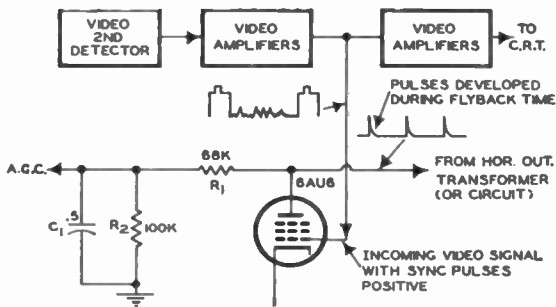 VIDEO
2ND
DETECTOR
VIDEO
AMPLIFIERS
VIDEO
AMPLIFIERS
TO
C.R.T.
PULSES DEVELOPED
DURING FLYBACK TIME
A.G.C.
68K
R1
6AU6
FROM HOR. OUT.
TRANSFORMER
(OR CIRCUIT)
.5
C1
R2
100K
INCOMING VIDEO SIGNAL
WITH SYNC PULSES
POSITIVE